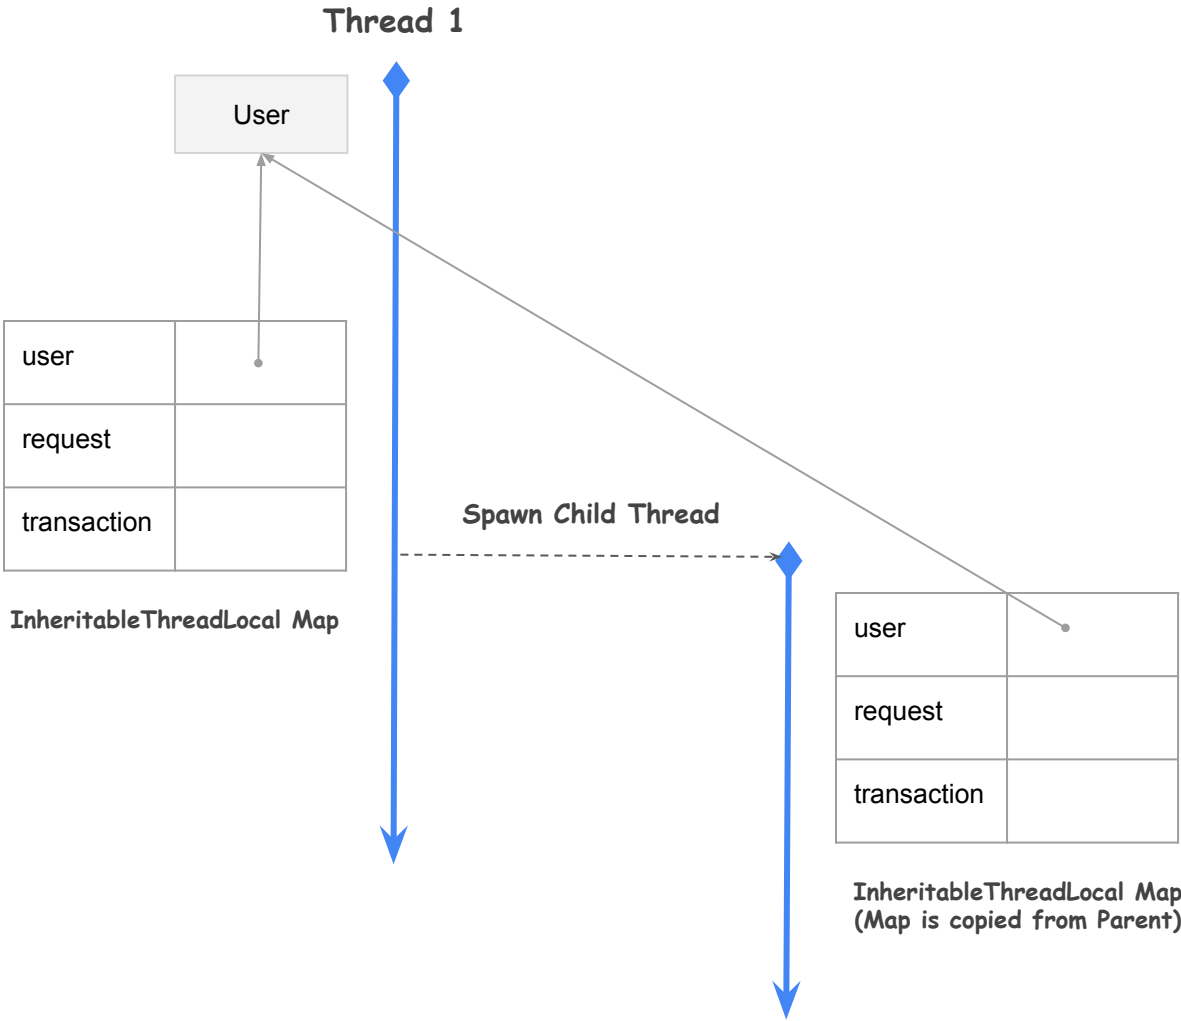 Thread 1
User
user
request
transaction
InheritableThreadLocal Map
Spawn Child Thread
user
request
transaction
InheritableThreadLocal Map
(Map is copied from Parent)